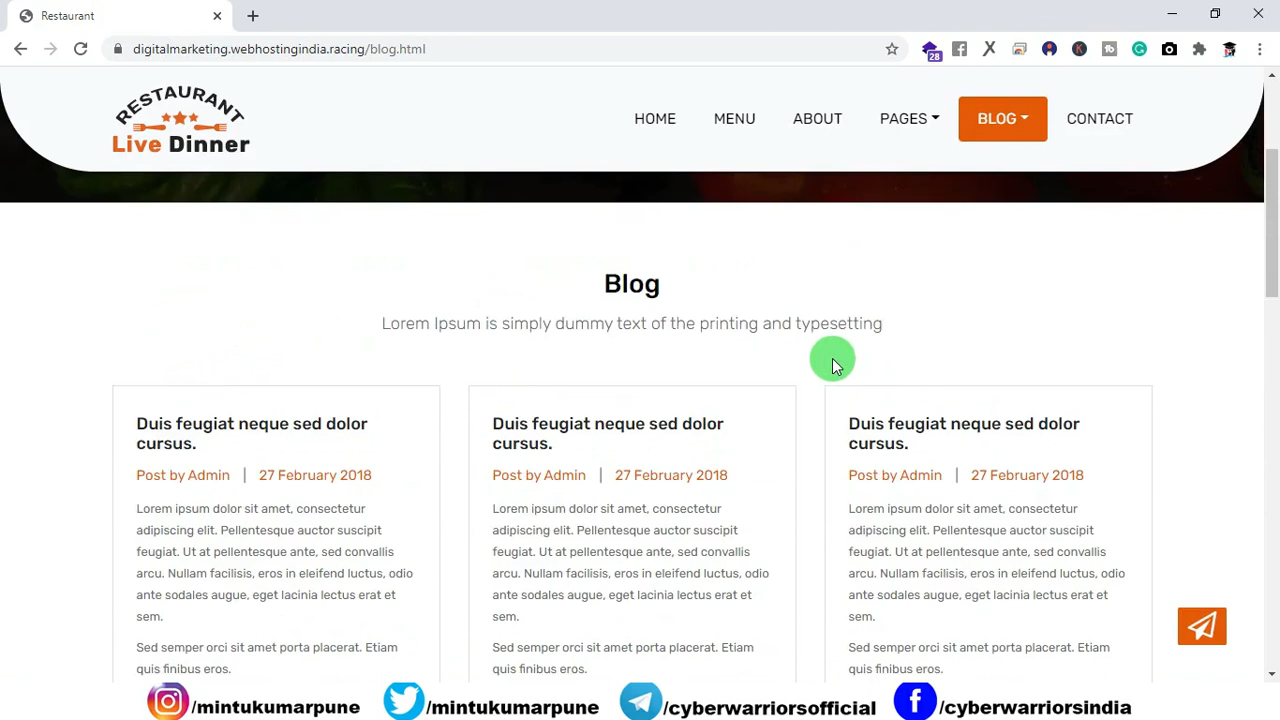 Restaurant
digitalmarketing.webhostingindia.racing/blog.html
28
RESTAURANT
Live Dinner
HOME MENU ABOUT PAGES BLOG CONTACT
Blog
Lorem Ipsum is simply dummy text of the printing and typesetting
Duis feugiat neque sed dolor
cursus.
Post by Admin | 27 February 2018
Lorem ipsum dolor sit amet, consectetur
adipiscing elit. Pellentesque auctor suscipit
feugiat. Ut at pellentesque ante, sed convallis
arcu. Nullam facilisis, eros in eleifend luctus, odio
ante sodales augue, eget lacinia lectus erat et
sem.
Sed semper orci sit amet porta placerat. Etiam
quis finibus eros.
Duis feugiat neque sed dolor
cursus.
Post by Admin | 27 February 2018
Lorem ipsum dolor sit amet, consectetur
adipiscing elit. Pellentesque auctor suscipit
feugiat. Ut at pellentesque ante, sed convallis
arcu. Nullam facilisis, eros in eleifend luctus, odio
ante sodales augue, eget lacinia lectus erat et
sem.
Sed semper orci sit amet porta placerat. Etiam
quis finibus eros.
Duis feugiat neque sed dolor
cursus.
Post by Admin | 27 February 2018
Lorem ipsum dolor sit amet, consectetur
adipiscing elit. Pellentesque auctor suscipit
feugiat. Ut at pellentesque ante, sed convallis
arcu. Nullam facilisis, eros in eleifend luctus, odio
ante sodales augue, eget lacinia lectus erat et
sem.
Sed semper orci sit amet porta placerat. Etiam
quis finibus eros.
/mintukumarpune /mintukumarpune /cyberwarriorsofficial /cyberwarriorsindia